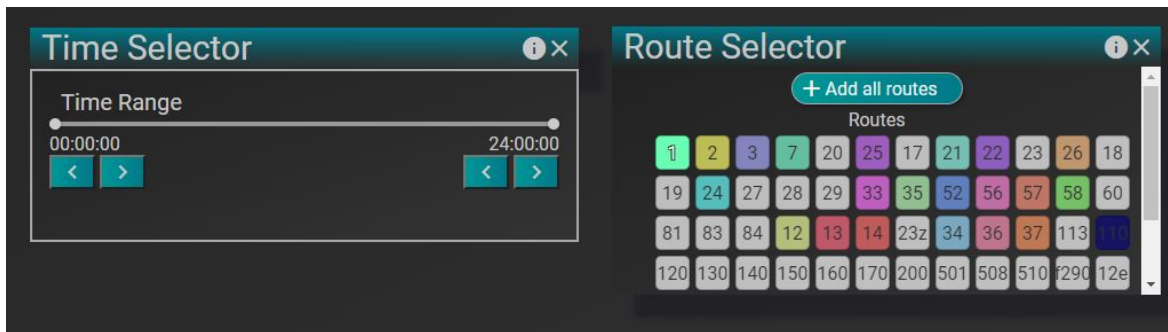 Time Selector
Time Range
00:00:00 24:00:00
Route Selector
+ Add all routes
Routes
1 2 3 7 20 25 17 21 22 23 26 18
19 24 27 28 29 33 35 52 56 57 58 60
81 83 84 12 13 14 23z 34 36 37 113 110
120 130 140 150 160 170 200 501 508 510 f290 12e